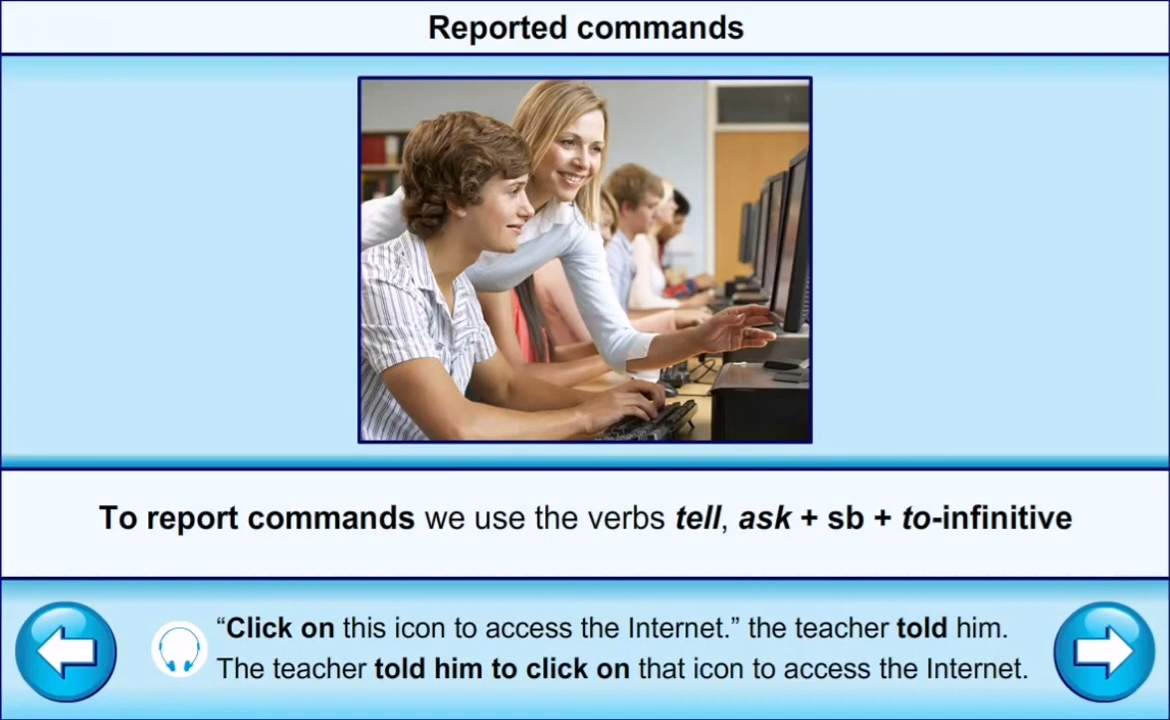 Reported commands
To report commands we use the verbs tell, ask + sb + to-infinitive
“Click on this icon to access the Internet.” the teacher told him.
The teacher told him to click on that icon to access the Internet.